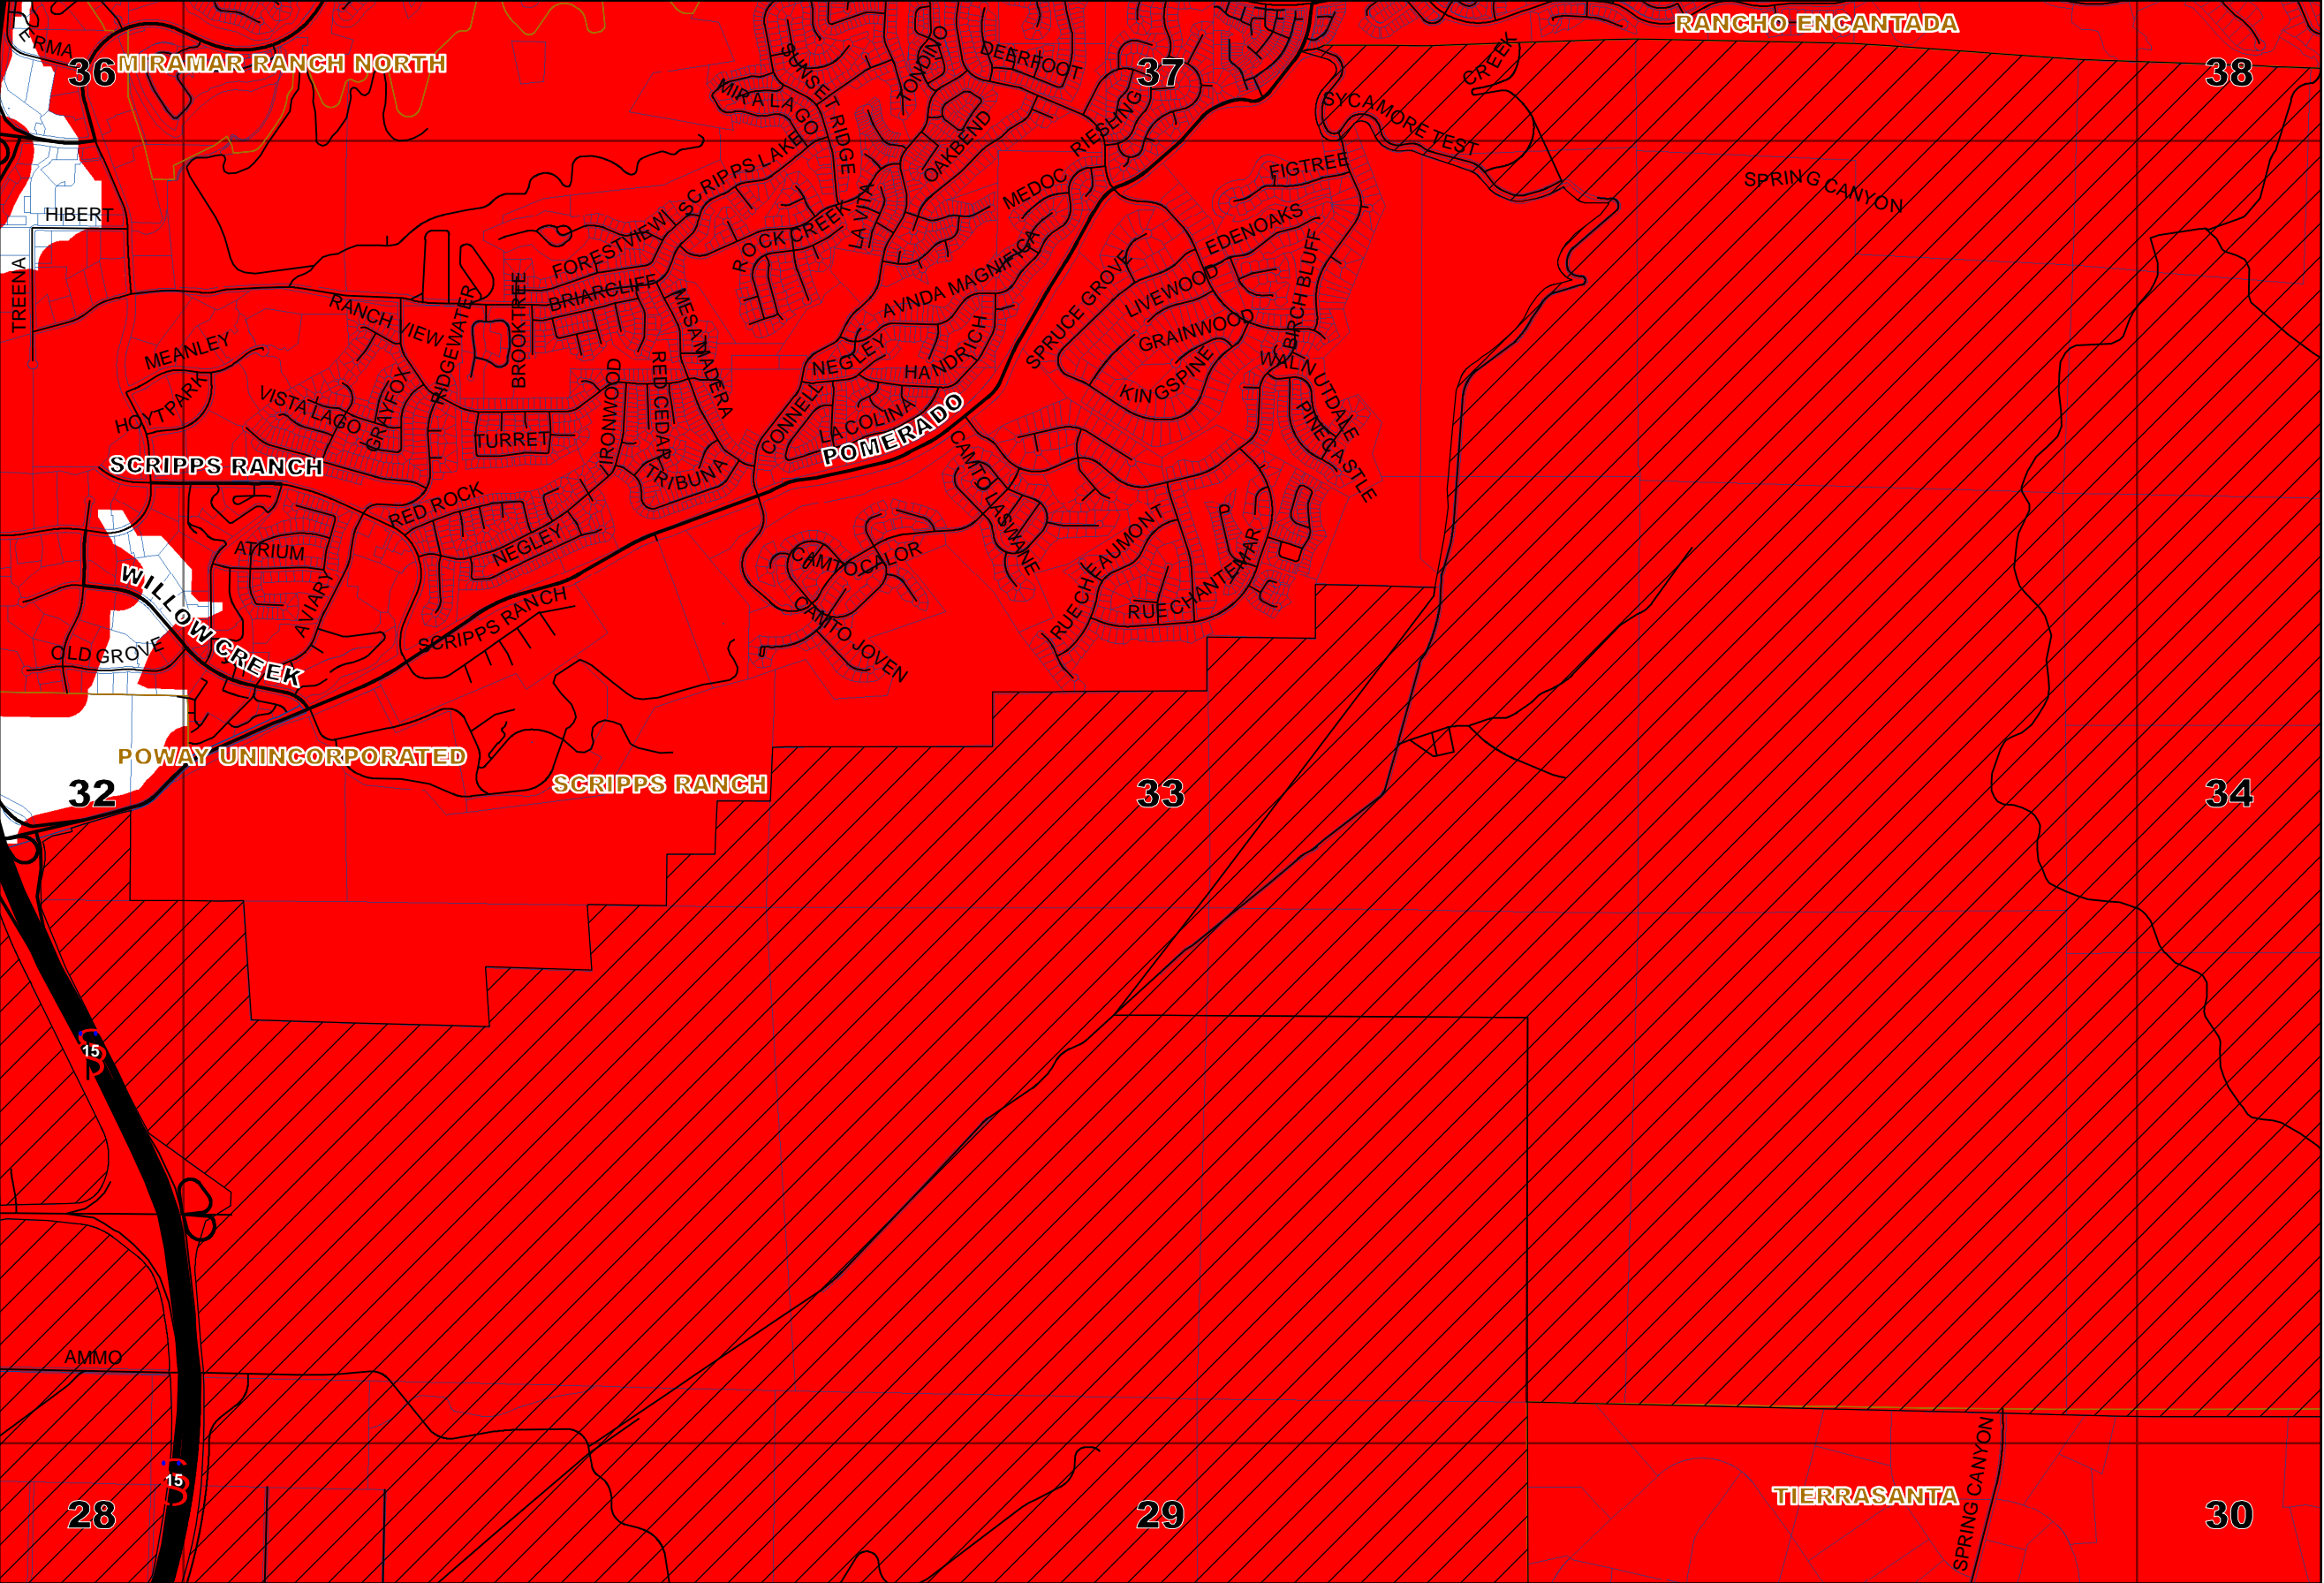 RANCHO ENCANTADA
ERMA
36
MIRAMAR RANCH NORTH
SUNSET RIDGE
TONDINO
DEERFOOT
37
CREEK
38
MIRA LAGO
SYCAMORE TEST
RIESLING
OAKBEND
SCRIPPS LAKE
FIGTREE
SPRING CANYON
MEDOC
HIBERT
LA VITA
ROCK CREEK
FORESTVIEW
EDENOAKS
TREENA
BRIARCLIFF
AVNDA MAGNIFICA
SPRUCE GROVE
LIVEWOOD
BIRCH BLUFF
RANCH VIEW
RIDGEWATER
BROOKTREE
MESA MADERA
GRAINWOOD
MEANLEY
NEGLEY
HANDRICH
WALNUTDALE
KINGSPINE
HOYT PARK
VISTA LAGO
GRAYFOX
IRONWOOD
RED CEDAR
CONNELL
LA COLINA
POMERADO
PINECASTLE
TURRET
SCRIPPS RANCH
TRIBUNA
CAMTO LASWANE
RED ROCK
NEGLEY
ATRIUM
CAMTO CALOR
RUE CHEAUMONT
RUE CHANTEMAR
WILLOW CREEK
AVIARY
SCRIPPS RANCH
CAMTO JOVEN
OLD GROVE
POWAY UNINCORPORATED
SCRIPPS RANCH
32
33
34
15
AMMO
15
28
29
TIERRASANTA
SPRING CANYON
30